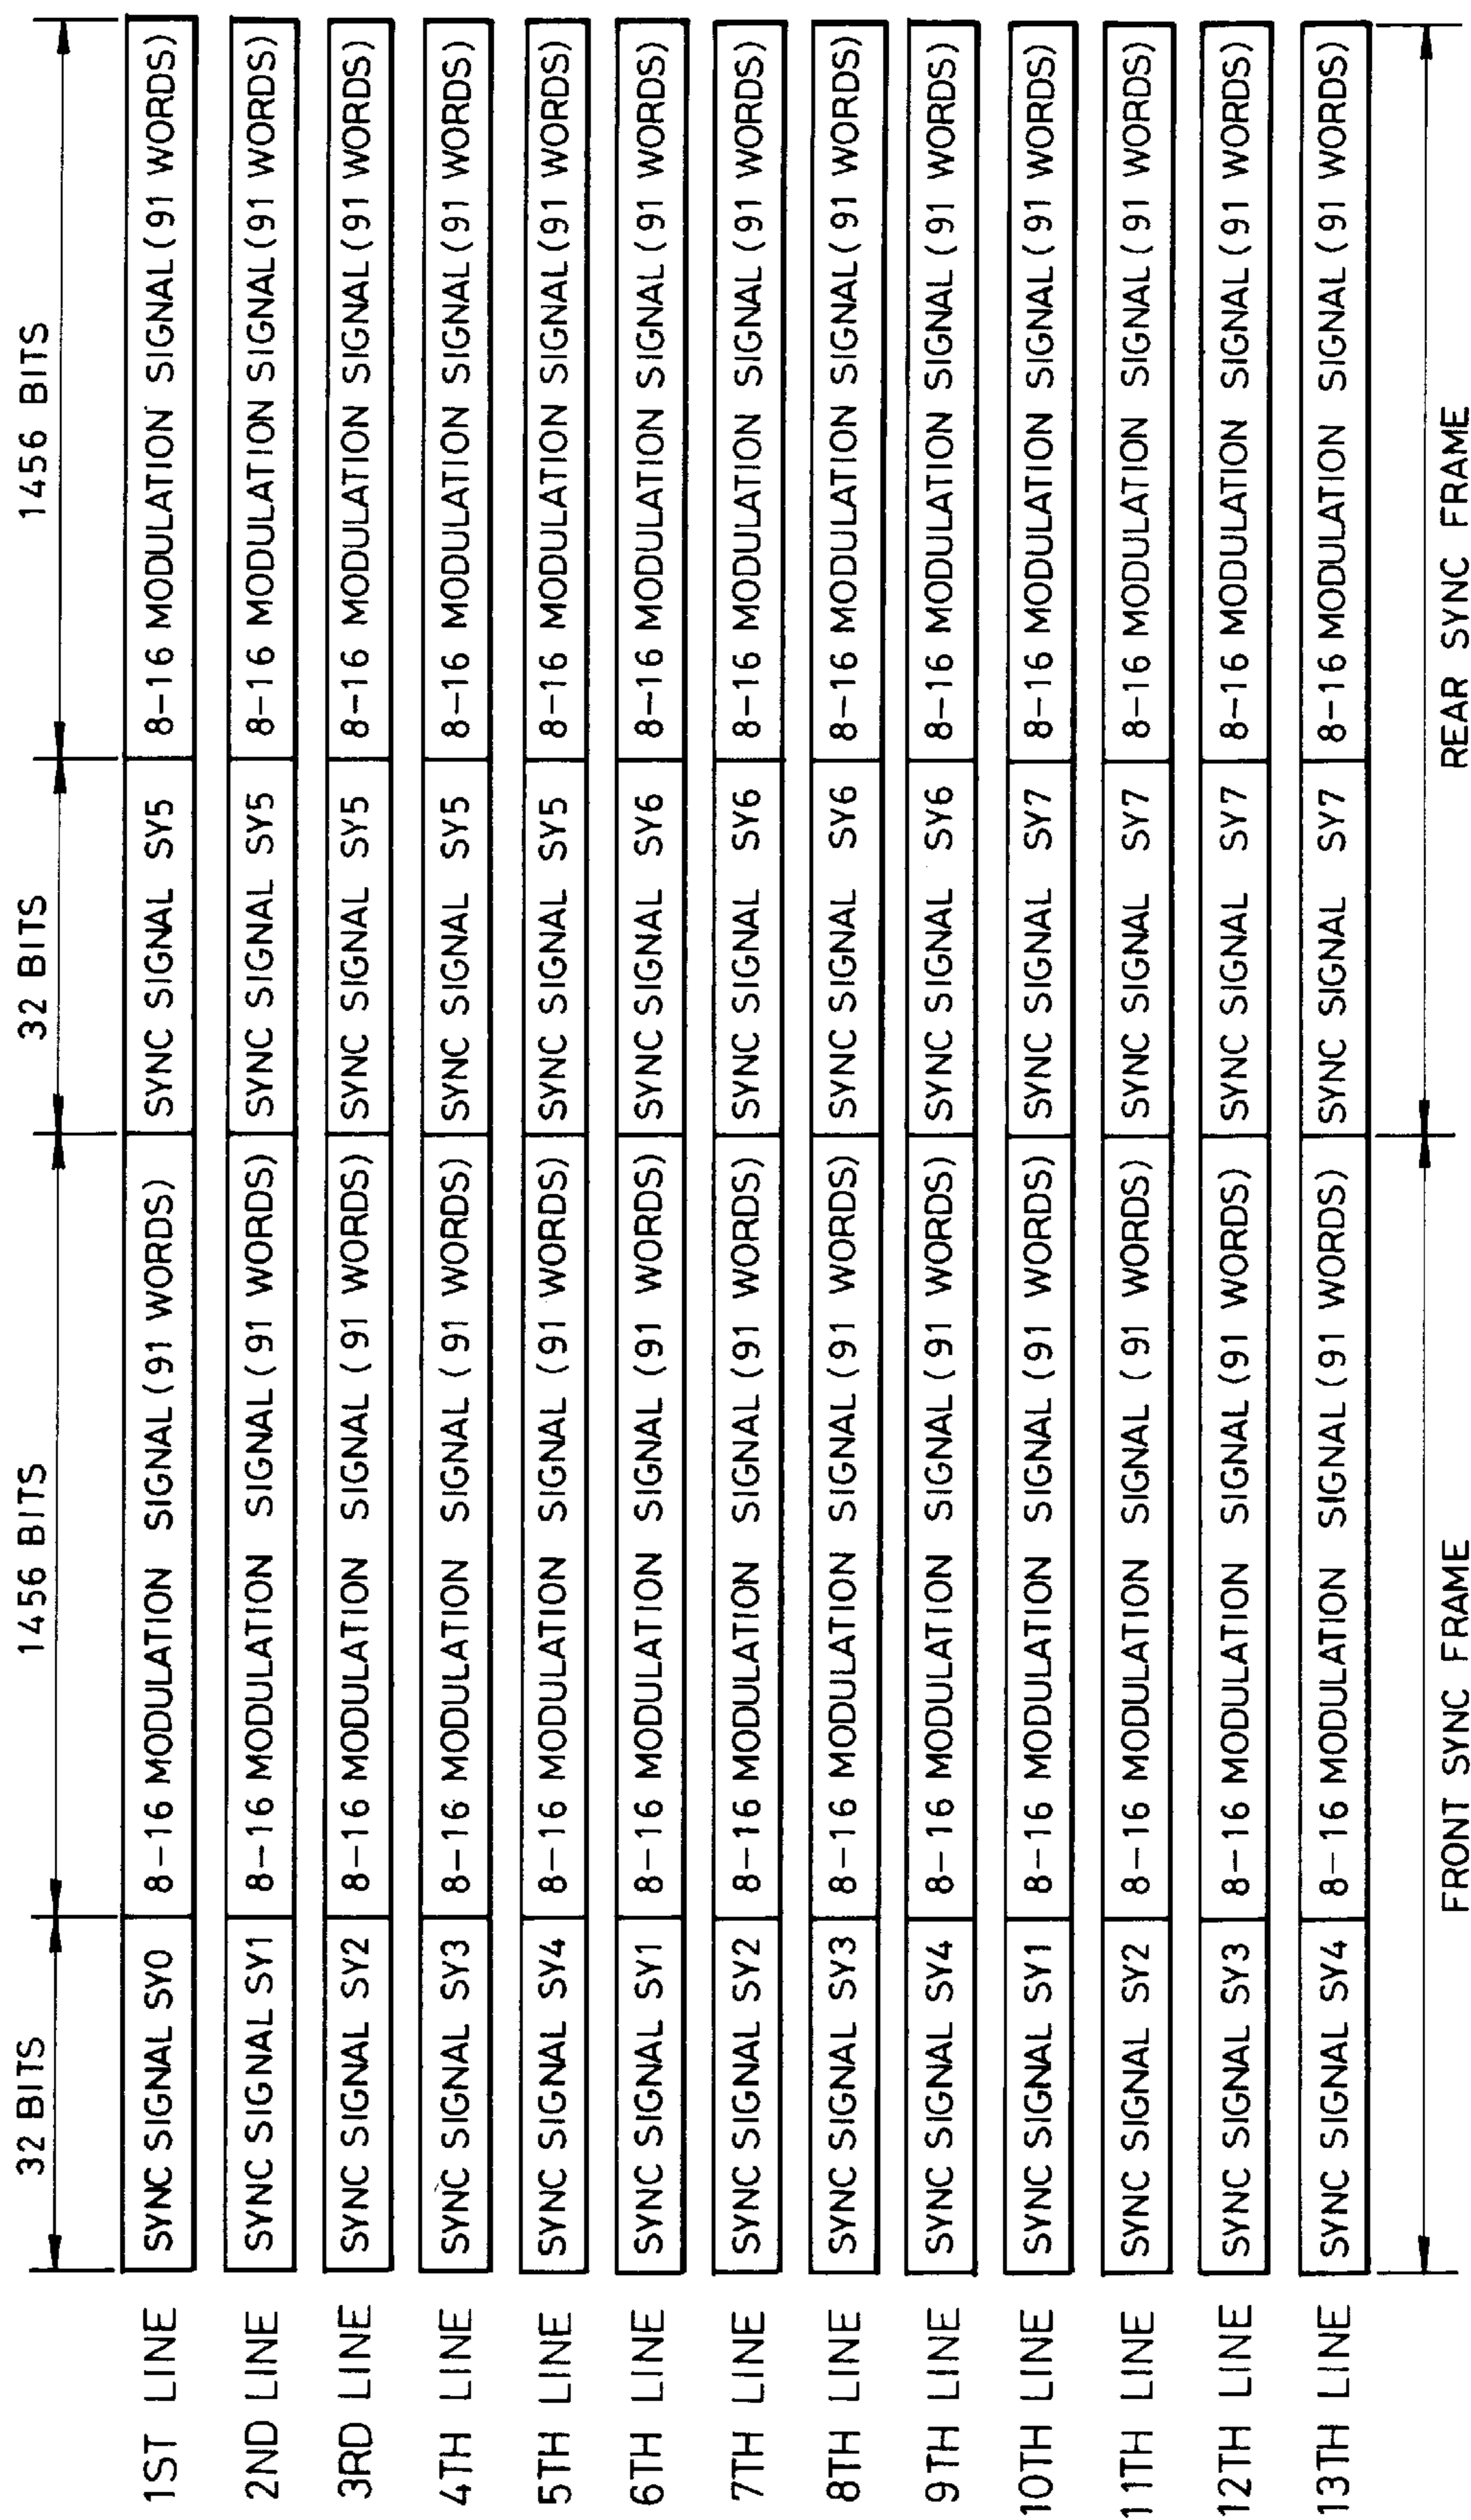 32 BITS 1456 BITS 32 BITS 1456 BITS
1ST LINE SYNC SIGNAL SY0 8-16 MODULATION SIGNAL (91 WORDS) SYNC SIGNAL SY5 8-16 MODULATION SIGNAL (91 WORDS)
2ND LINE SYNC SIGNAL SY1 8-16 MODULATION SIGNAL (91 WORDS) SYNC SIGNAL SY5 8-16 MODULATION SIGNAL (91 WORDS)
3RD LINE SYNC SIGNAL SY2 8-16 MODULATION SIGNAL (91 WORDS) SYNC SIGNAL SY5 8-16 MODULATION SIGNAL (91 WORDS)
4TH LINE SYNC SIGNAL SY3 8-16 MODULATION SIGNAL (91 WORDS) SYNC SIGNAL SY5 8-16 MODULATION SIGNAL (91 WORDS)
5TH LINE SYNC SIGNAL SY4 8-16 MODULATION SIGNAL (91 WORDS) SYNC SIGNAL SY5 8-16 MODULATION SIGNAL (91 WORDS)
6TH LINE SYNC SIGNAL SY1 8-16 MODULATION SIGNAL (91 WORDS) SYNC SIGNAL SY6 8-16 MODULATION SIGNAL (91 WORDS)
7TH LINE SYNC SIGNAL SY2 8-16 MODULATION SIGNAL (91 WORDS) SYNC SIGNAL SY6 8-16 MODULATION SIGNAL (91 WORDS)
8TH LINE SYNC SIGNAL SY3 8-16 MODULATION SIGNAL (91 WORDS) SYNC SIGNAL SY6 8-16 MODULATION SIGNAL (91 WORDS)
9TH LINE SYNC SIGNAL SY4 8-16 MODULATION SIGNAL (91 WORDS) SYNC SIGNAL SY6 8-16 MODULATION SIGNAL (91 WORDS)
10TH LINE SYNC SIGNAL SY1 8-16 MODULATION SIGNAL (91 WORDS) SYNC SIGNAL SY7 8-16 MODULATION SIGNAL (91 WORDS)
11TH LINE SYNC SIGNAL SY2 8-16 MODULATION SIGNAL (91 WORDS) SYNC SIGNAL SY7 8-16 MODULATION SIGNAL (91 WORDS)
12TH LINE SYNC SIGNAL SY3 8-16 MODULATION SIGNAL (91 WORDS) SYNC SIGNAL SY7 8-16 MODULATION SIGNAL (91 WORDS)
13TH LINE SYNC SIGNAL SY4 8-16 MODULATION SIGNAL (91 WORDS) SYNC SIGNAL SY7 8-16 MODULATION SIGNAL (91 WORDS)
FRONT SYNC FRAME REAR SYNC FRAME